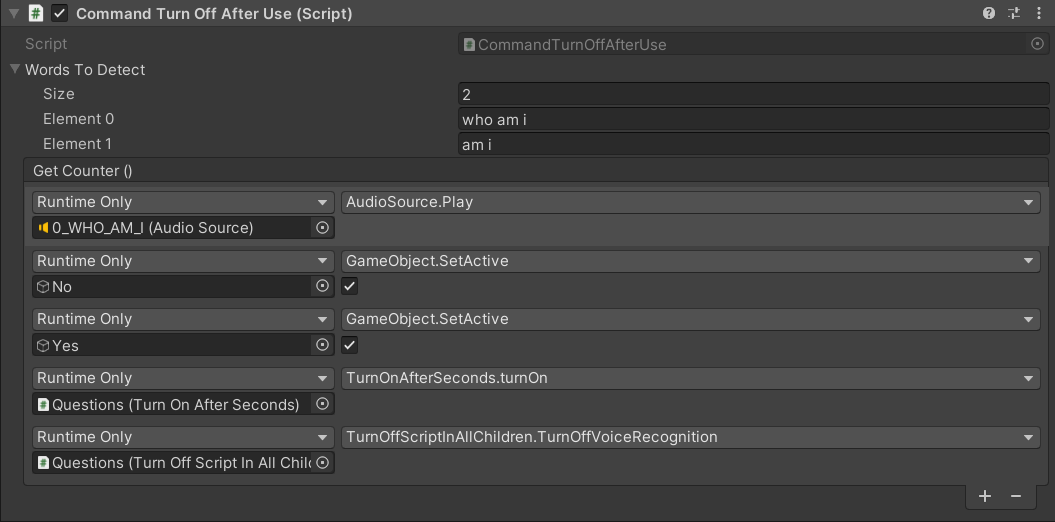 Command Turn Off After Use (Script)
Script CommandTurnOffAfterUse
Words To Detect
Size 2
Element 0 who am i
Element 1 am i
Get Counter ()
Runtime Only AudioSource.Play
0_WHO_AM_I (Audio Source)
Runtime Only GameObject.SetActive
No
Runtime Only GameObject.SetActive
Yes
Runtime Only TurnOnAfterSeconds.turnOn
Questions (Turn On After Seconds)
Runtime Only TurnOffScriptInAllChildren.TurnOffVoiceRecognition
Questions (Turn Off Script In All Chil